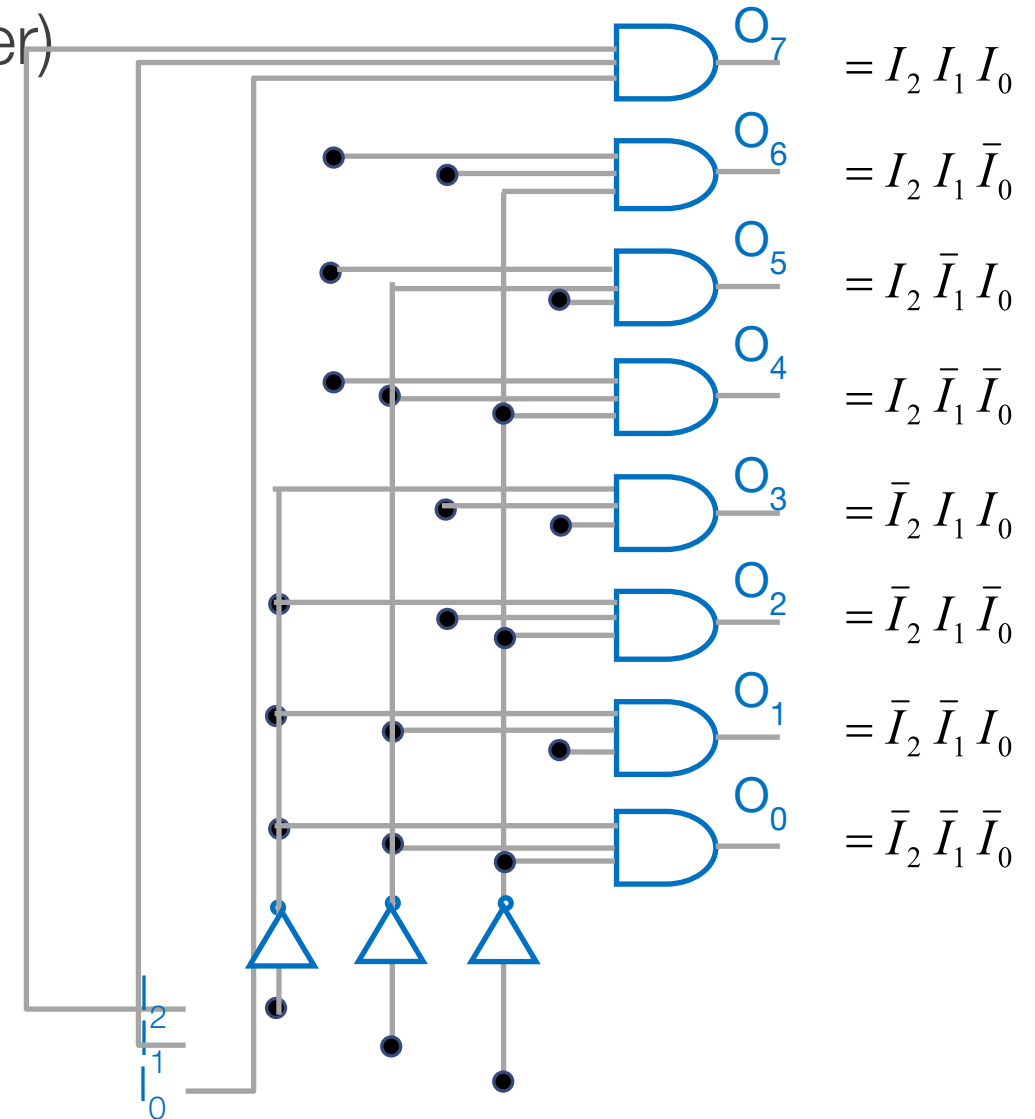 er)
O₇ = I₂ I₁ I₀
O₆ = I₂ I₁ Ī₀
O₅ = I₂ Ī₁ I₀
O₄ = I₂ Ī₁ Ī₀
O₃ = Ī₂ I₁ I₀
O₂ = Ī₂ I₁ Ī₀
O₁ = Ī₂ Ī₁ I₀
O₀ = Ī₂ Ī₁ Ī₀
I₂
I₁
I₀